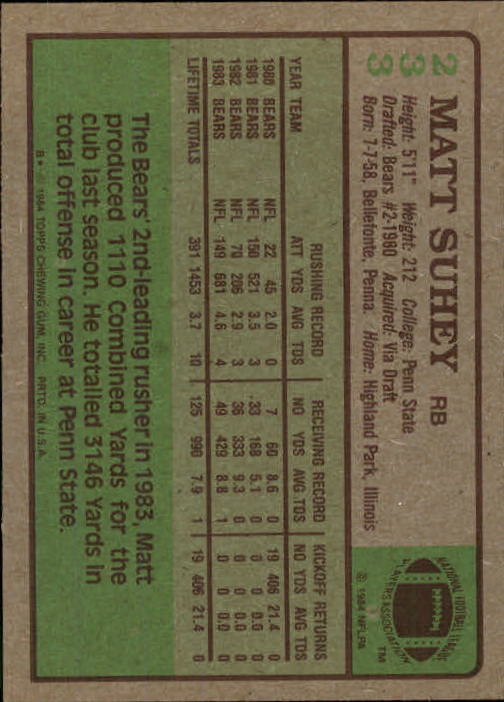 233
MATT SUHEY RB
Height: 5'11" Weight: 212 College: Penn State
Drafted: Bears #2-1980 Acquired: Via Draft
Born: 7-7-58, Bellefonte, Penna. Home: Highland Park, Illinois
NATIONAL FOOTBALL LEAGUE
PLAYERS ASSOCIATION
TM
© 1984 NFLPA
RUSHING RECORD RECEIVING RECORD KICKOFF RETURNS
YEAR TEAM ATT YDS AVG TDS NO YDS AVG TDS NO YDS AVG TDS
1980 BEARS NFL 22 45 2.0 0 7 60 8.6 0 19 406 21.4 0
1981 BEARS NFL 150 521 3.5 3 33 168 5.1 0 0 0 0.0 0
1982 BEARS NFL 70 206 2.9 3 36 333 9.3 0 0 0 0.0 0
1983 BEARS NFL 149 681 4.6 4 49 429 8.8 1 0 0 0.0 0
LIFETIME TOTALS 391 1453 3.7 10 125 990 7.9 1 19 406 21.4 0
The Bears' 2nd-leading rusher in 1983, Matt
produced 1110 Combined Yards for the
club last season. He totalled 3146 Yards in
total offense in career at Penn State.
B* © 1984 TOPPS CHEWING GUM, INC. PRTD. IN U.S.A.